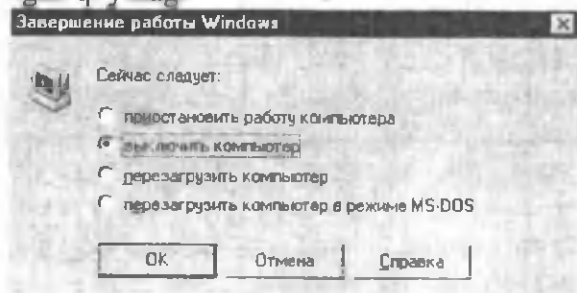 Завершение работы Windows
Сейчас следует:
приостановить работу компьютера
выключить компьютер
перезагрузить компьютер
перезагрузить компьютер в режиме MS-DOS
OK
Отмена
Справка